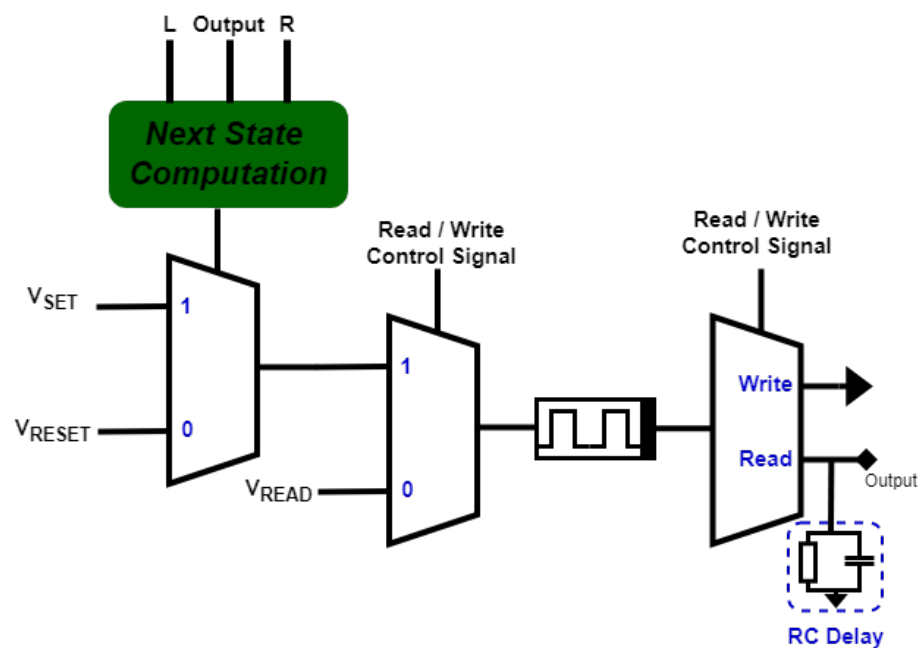 L Output R
Next State
Computation
Read / Write
Control Signal
Read / Write
Control Signal
VSET
1
VRESET
0
1
VREAD
0
Write
Read
Output
RC Delay